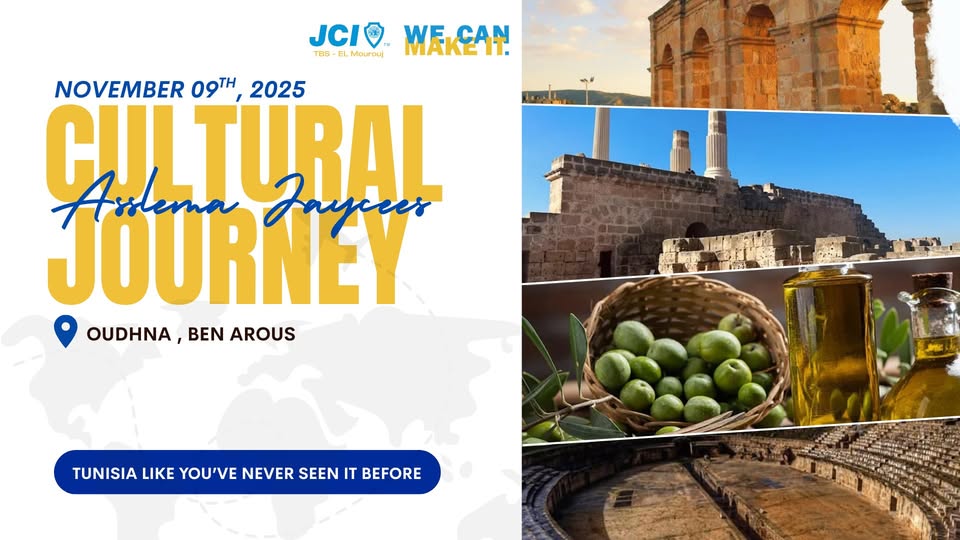 JCI TM
TBS - EL Mourouj
WE CAN
MAKE IT.
NOVEMBER 09TH, 2025
CULTURAL
Asslema Jaycees
JOURNEY
OUDHNA , BEN AROUS
TUNISIA LIKE YOU'VE NEVER SEEN IT BEFORE